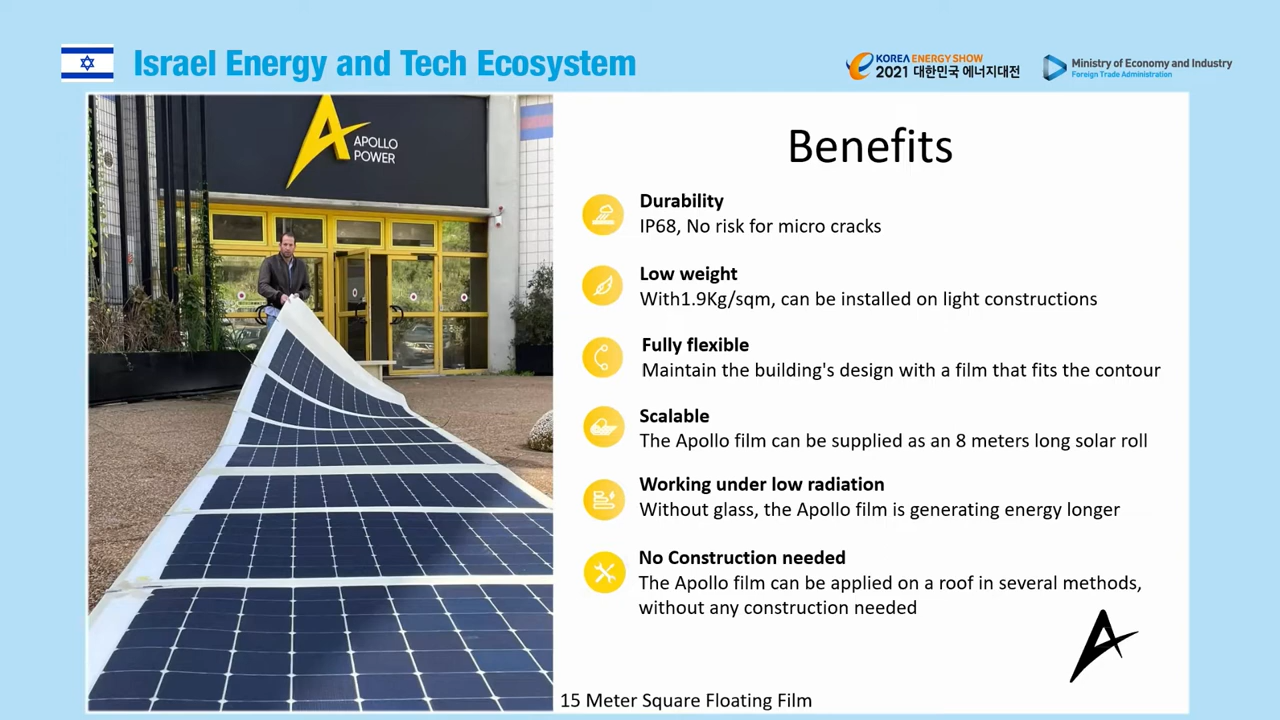 Israel Energy and Tech Ecosystem
KOREA ENERGY SHOW
2021 대한민국 에너지대전
Ministry of Economy and Industry
Foreign Trade Administration
APOLLO
POWER
Benefits
Durability
IP68, No risk for micro cracks
Low weight
With1.9Kg/sqm, can be installed on light constructions
Fully flexible
Maintain the building's design with a film that fits the contour
Scalable
The Apollo film can be supplied as an 8 meters long solar roll
Working under low radiation
Without glass, the Apollo film is generating energy longer
No Construction needed
The Apollo film can be applied on a roof in several methods,
without any construction needed
15 Meter Square Floating Film